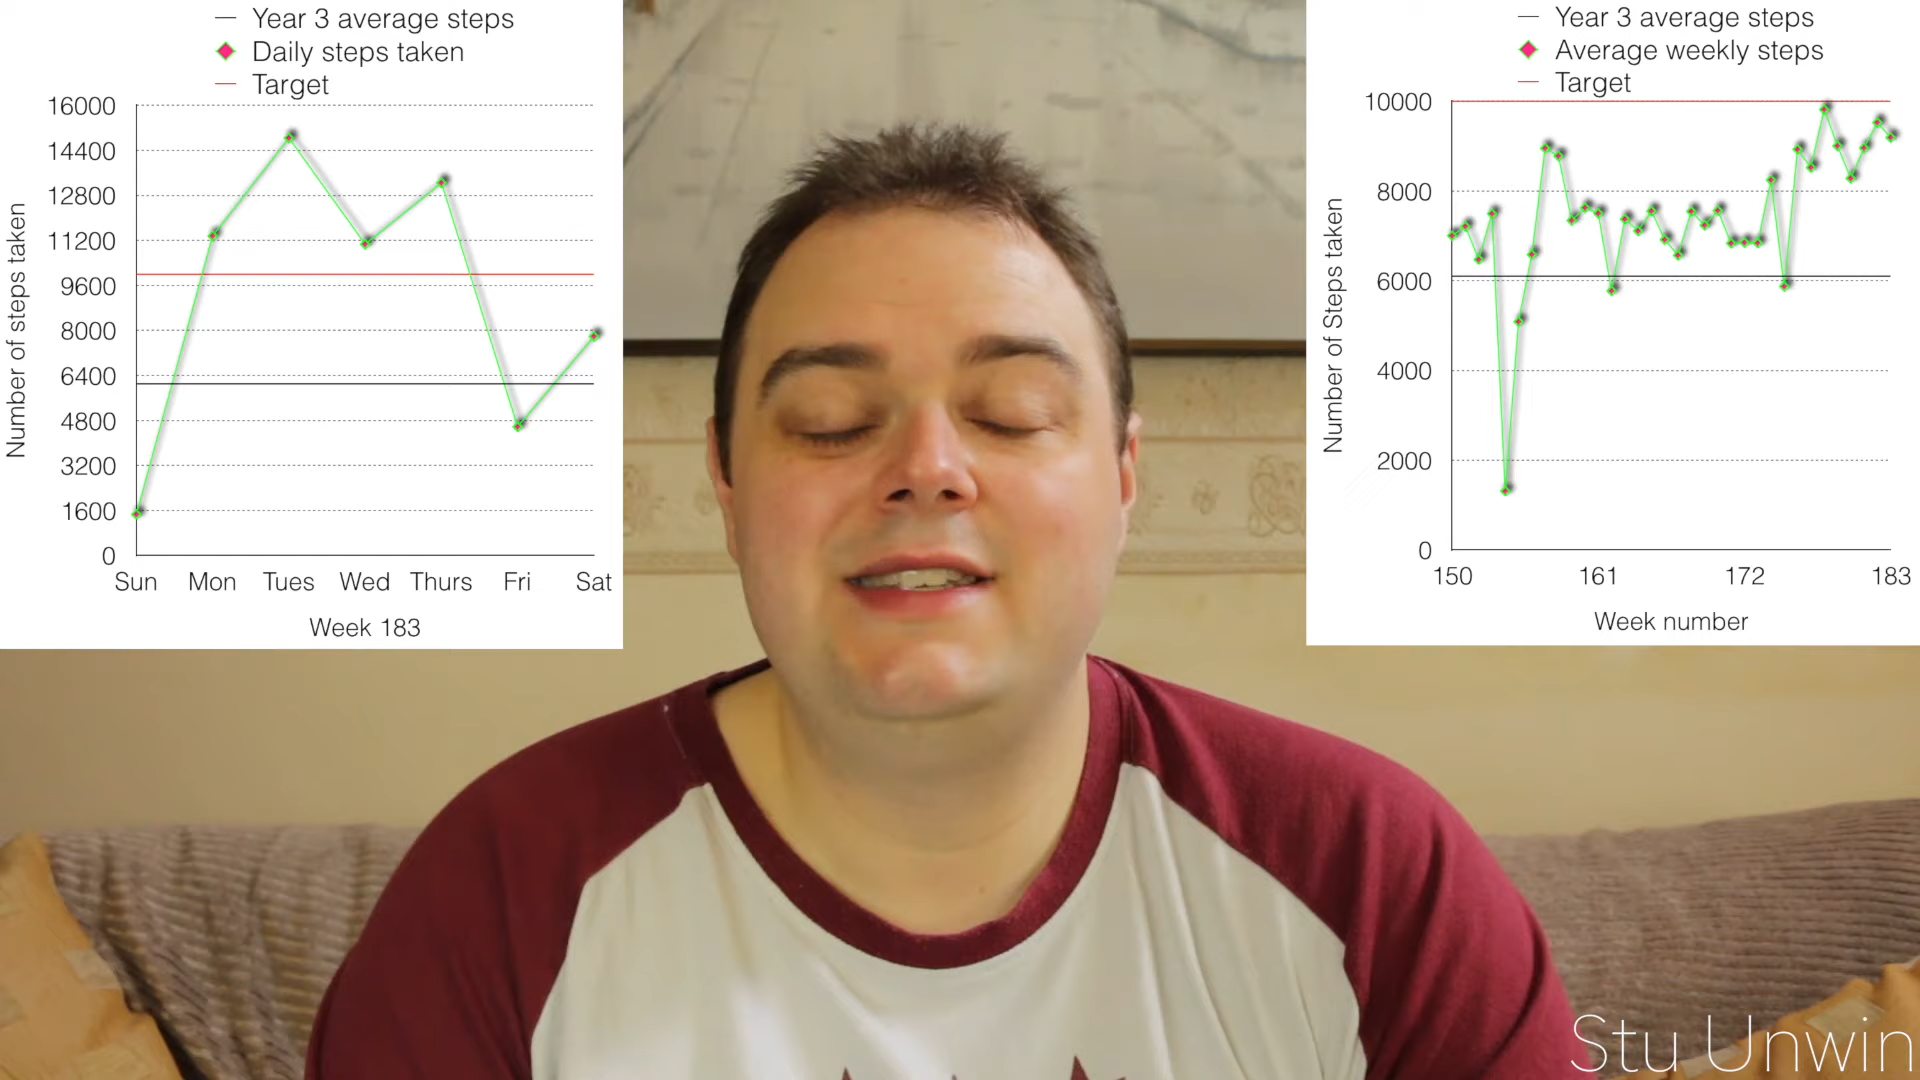 Year 3 average steps
Daily steps taken
Target
16000
14400
12800
11200
9600
8000
6400
4800
3200
1600
0
Number of steps taken
Sun Mon Tues Wed Thurs Fri Sat
Week 183
Year 3 average steps
Average weekly steps
Target
10000
8000
6000
4000
2000
0
Number of Steps taken
150 161 172 183
Week number
Stu Unwin